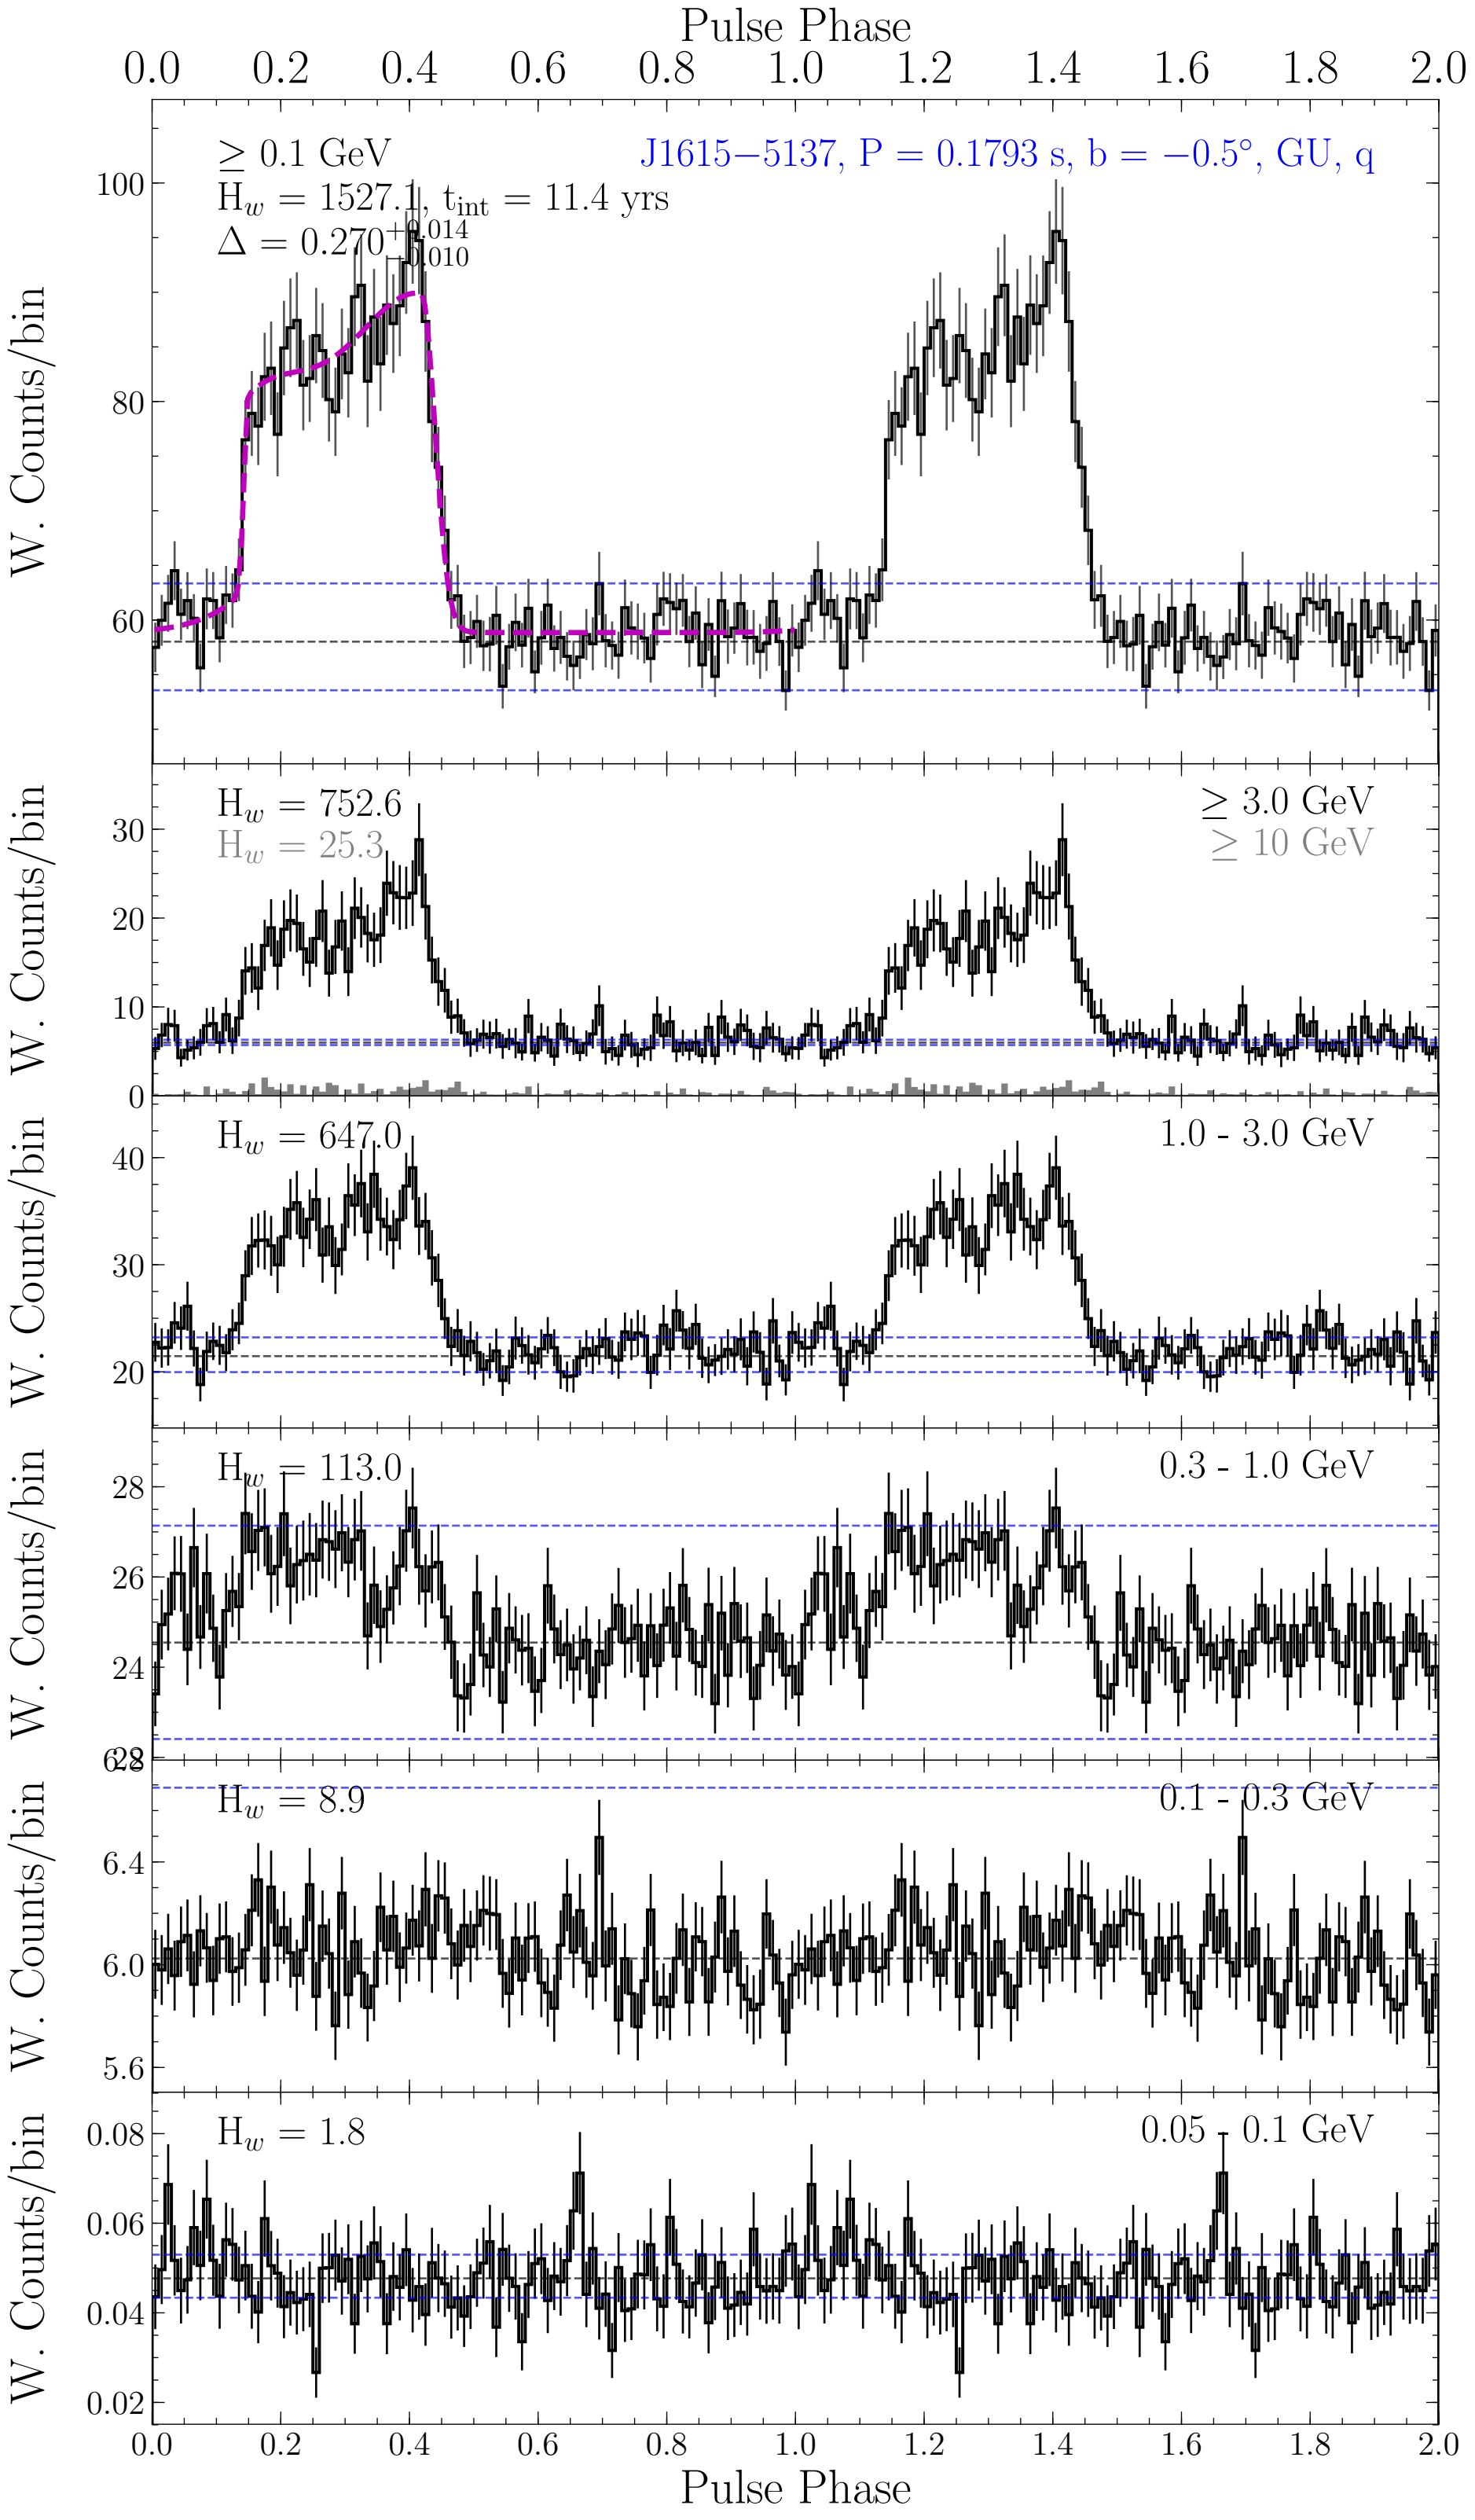 Pulse Phase
0.0 0.2 0.4 0.6 0.8 1.0 1.2 1.4 1.6 1.8 2.0
≥ 0.1 GeV
J1615−5137, P = 0.1793 s, b = −0.5°, GU, q
H_w = 1527.1, t_int = 11.4 yrs
Δ = 0.270^{+0.014}_{−0.010}
W. Counts/bin
100
80
60
H_w = 752.6
≥ 3.0 GeV
H_w = 25.3
≥ 10 GeV
W. Counts/bin
30
20
10
0
H_w = 647.0
1.0 - 3.0 GeV
W. Counts/bin
40
30
20
H_w = 113.0
0.3 - 1.0 GeV
W. Counts/bin
28
26
24
22
H_w = 8.9
0.1 - 0.3 GeV
W. Counts/bin
6.8
6.4
6.0
5.6
H_w = 1.8
0.05 - 0.1 GeV
W. Counts/bin
0.08
0.06
0.04
0.02
0.0 0.2 0.4 0.6 0.8 1.0 1.2 1.4 1.6 1.8 2.0
Pulse Phase